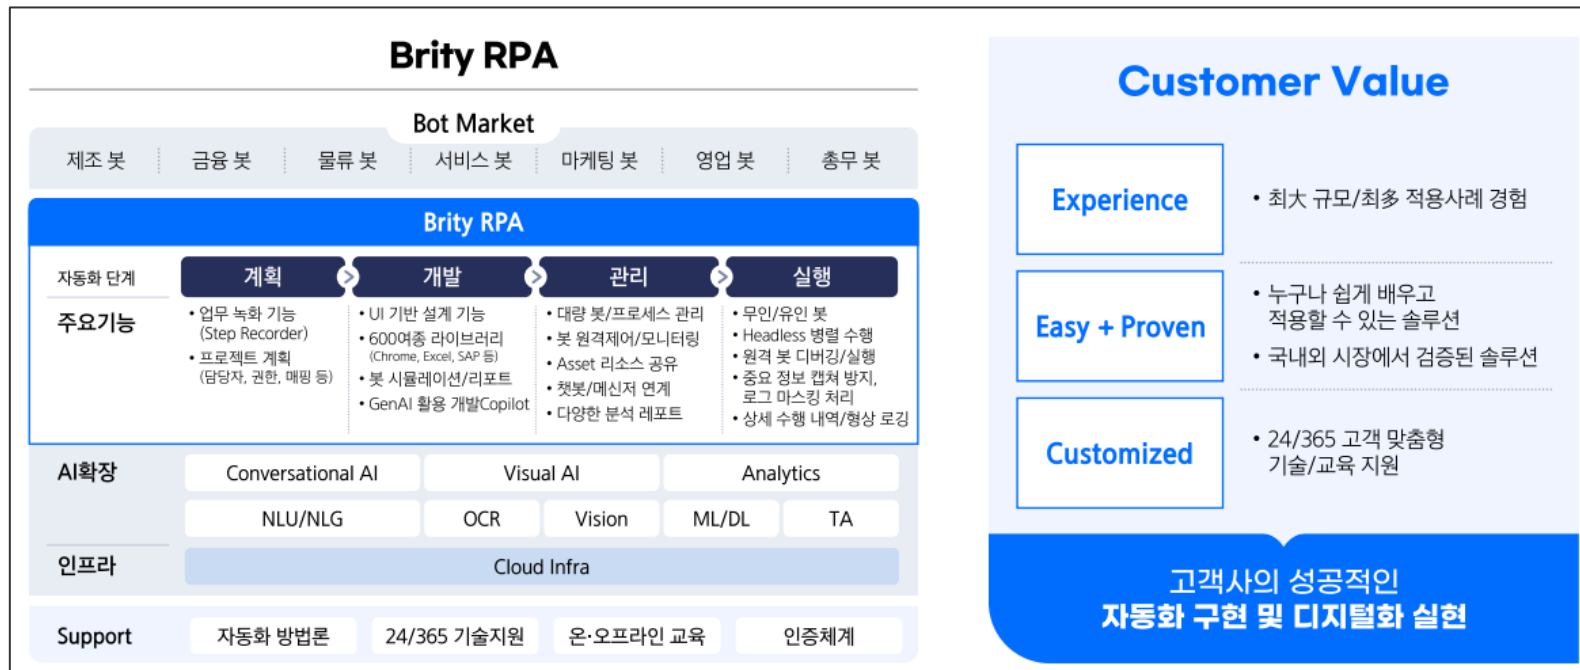 Brity RPA
Bot Market
제조 봇
금융 봇
물류 봇
서비스 봇
마케팅 봇
영업 봇
총무 봇
Brity RPA
자동화 단계
계획
개발
관리
실행
주요기능
• 업무 녹화 기능
(Step Recorder)
• 프로젝트 계획
(담당자, 권한, 매핑 등)
• UI 기반 설계 기능
• 600여종 라이브러리
(Chrome, Excel, SAP 등)
• 봇 시뮬레이션/리포트
• GenAI 활용 개발Copilot
• 대량 봇/프로세스 관리
• 봇 원격제어/모니터링
• Asset 리소스 공유
• 챗봇/메신저 연계
• 다양한 분석 레포트
• 무인/유인 봇
• Headless 병렬 수행
• 원격 봇 디버깅/실행
• 중요 정보 캡쳐 방지,
로그 마스킹 처리
• 상세 수행 내역/형상 로깅
AI확장
Conversational AI
Visual AI
Analytics
NLU/NLG
OCR
Vision
ML/DL
TA
인프라
Cloud Infra
Support
자동화 방법론
24/365 기술지원
온·오프라인 교육
인증체계
Customer Value
Experience
• 최大 규모/최多 적용사례 경험
Easy + Proven
• 누구나 쉽게 배우고
적용할 수 있는 솔루션
• 국내외 시장에서 검증된 솔루션
Customized
• 24/365 고객 맞춤형
기술/교육 지원
고객사의 성공적인
자동화 구현 및 디지털화 실현